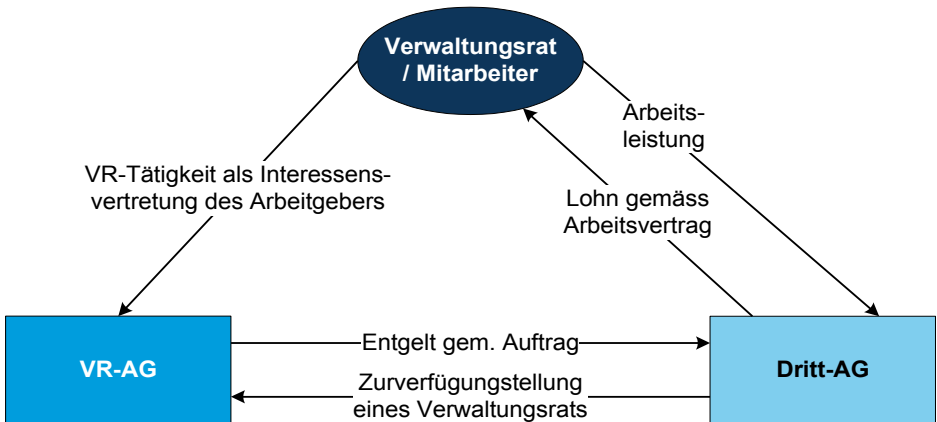 Verwaltungsrat
/ Mitarbeiter
Arbeits-
leistung
VR-Tätigkeit als Interessens-
vertretung des Arbeitgebers
Lohn gemäss
Arbeitsvertrag
VR-AG
Entgelt gem. Auftrag
Dritt-AG
Zurverfügungstellung
eines Verwaltungsrats